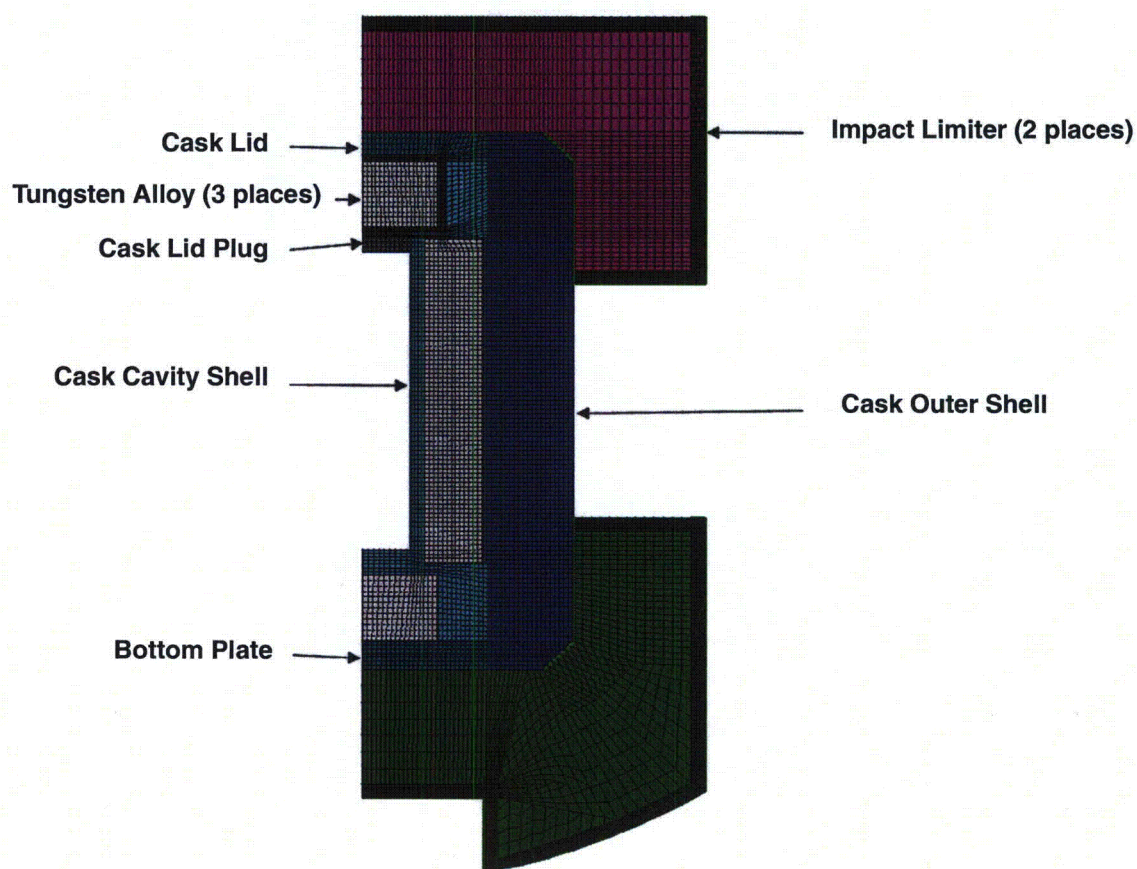 Impact Limiter (2 places)
Cask Lid
Tungsten Alloy (3 places)
Cask Lid Plug
Cask Cavity Shell
Cask Outer Shell
Bottom Plate